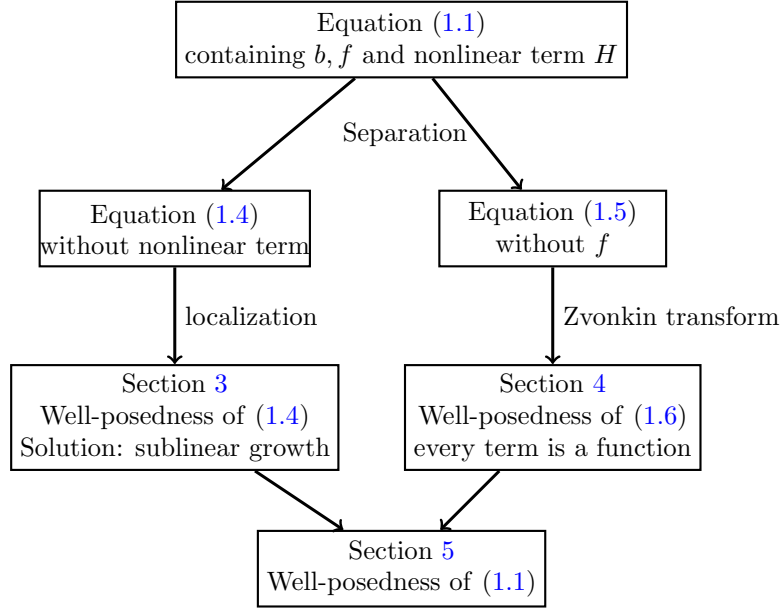 Equation (1.1)
containing b, f and nonlinear term H
Separation
Equation (1.4)
without nonlinear term
Equation (1.5)
without f
localization
Zvonkin transform
Section 3
Well-posedness of (1.4)
Solution: sublinear growth
Section 4
Well-posedness of (1.6)
every term is a function
Section 5
Well-posedness of (1.1)